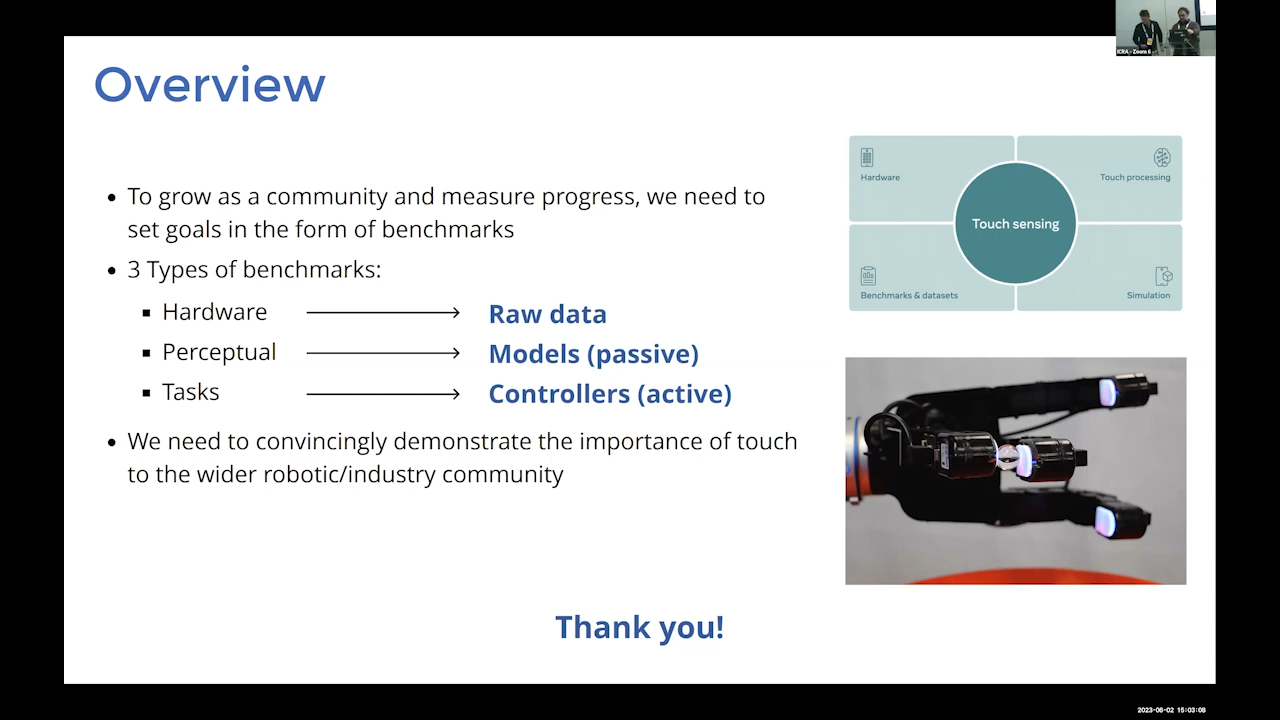 ICRA - Zoom 6
Overview
To grow as a community and measure progress, we need to
set goals in the form of benchmarks
3 Types of benchmarks:
Hardware
Raw data
Perceptual
Models (passive)
Tasks
Controllers (active)
We need to convincingly demonstrate the importance of touch
to the wider robotic/industry community
Hardware
Touch processing
Touch sensing
Benchmarks & datasets
Simulation
Thank you!
2023-06-02 15:03:08